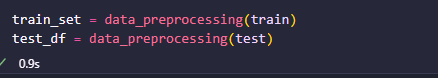 train_set = data_preprocessing(train)
test_df = data_preprocessing(test)
✓ 0.9s